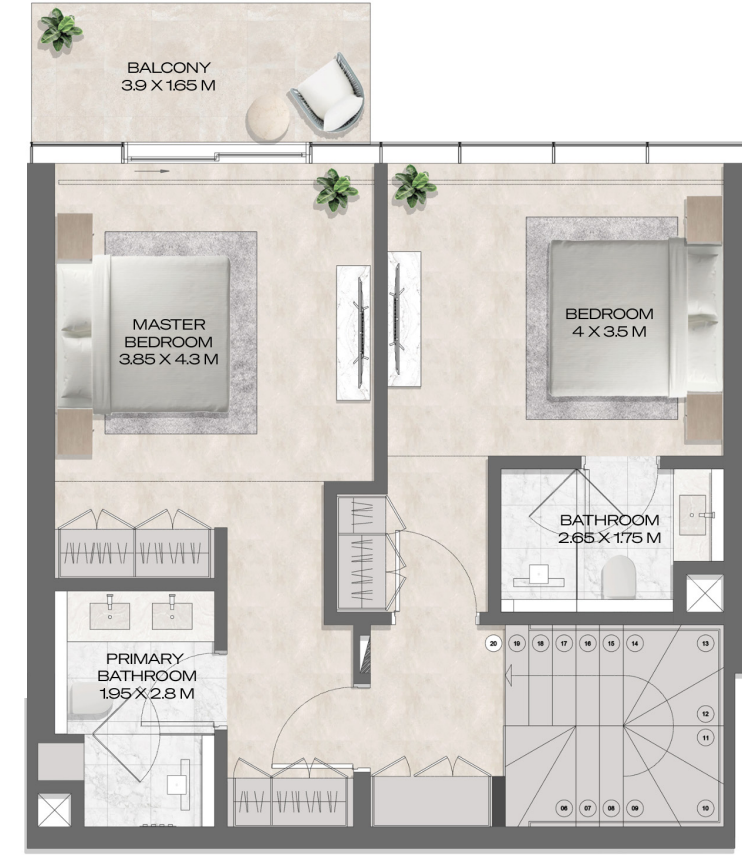 BALCONY
3.9 X 1.65 M
MASTER
BEDROOM
3.85 X 4.3 M
BEDROOM
4 X 3.5 M
BATHROOM
2.65 X 1.75 M
PRIMARY
BATHROOM
1.95 X 2.8 M
20 19 18 17 16 15 14 13
12
11
06 07 08 09 10